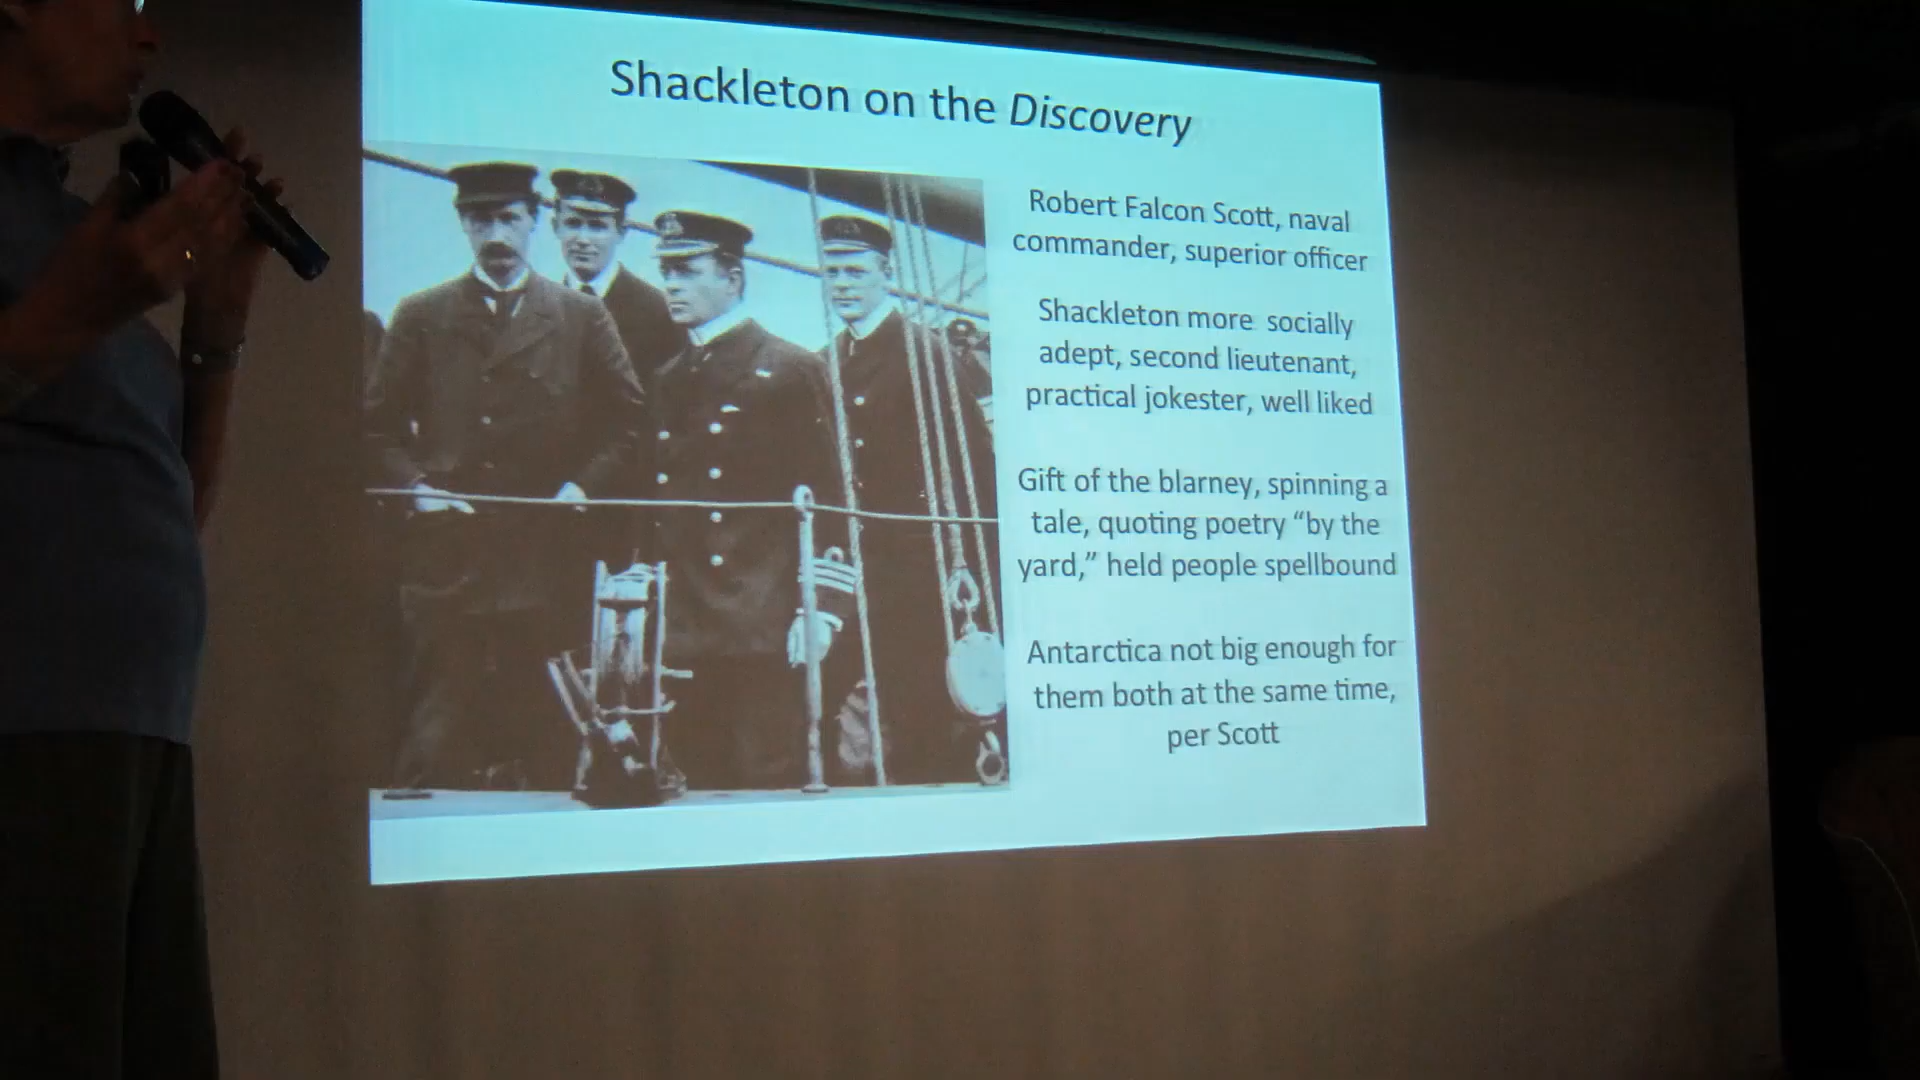 Shackleton on the Discovery
Robert Falcon Scott, naval
commander, superior officer
Shackleton more socially
adept, second lieutenant,
practical jokester, well liked
Gift of the blarney, spinning a
tale, quoting poetry “by the
yard,” held people spellbound
Antarctica not big enough for
them both at the same time,
per Scott